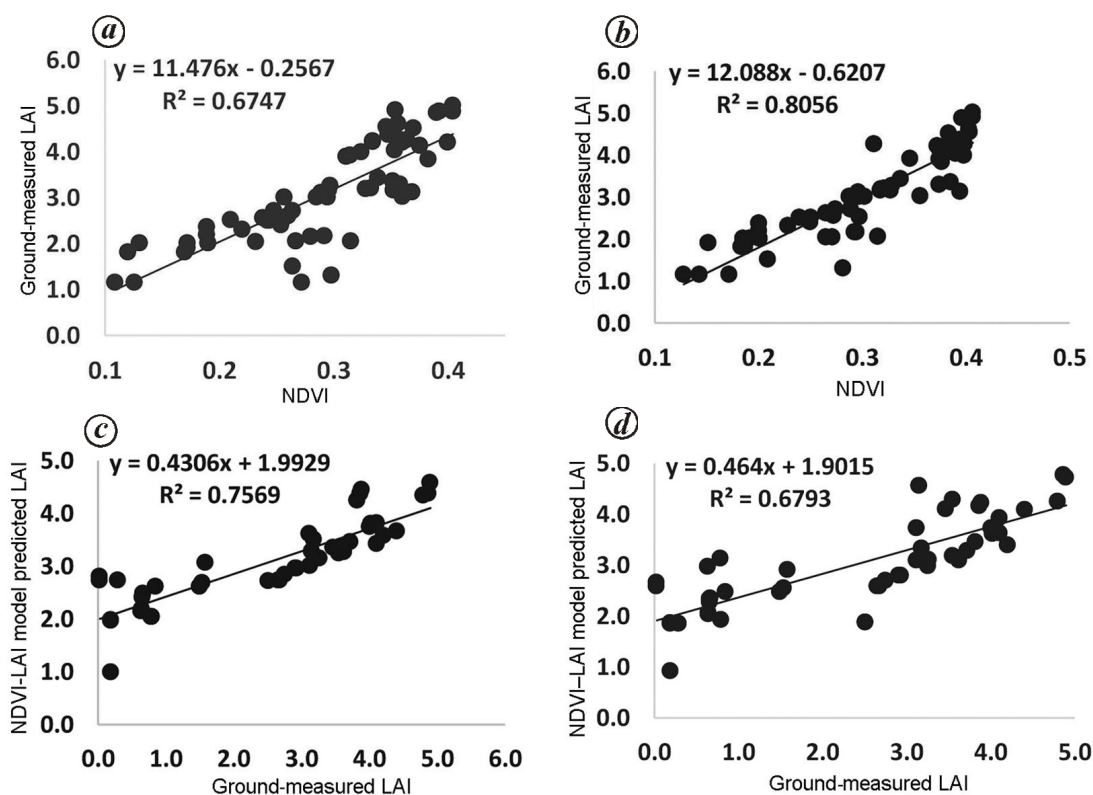 a
y = 11.476x - 0.2567
R² = 0.6747
Ground-measured LAI
6.0
5.0
4.0
3.0
2.0
1.0
0.0
0.1 0.2 0.3 0.4
NDVI
b
y = 12.088x - 0.6207
R² = 0.8056
Ground-measured LAI
6.0
5.0
4.0
3.0
2.0
1.0
0.0
0.1 0.2 0.3 0.4 0.5
NDVI
c
y = 0.4306x + 1.9929
R² = 0.7569
NDVI-LAI model predicted LAI
5.0
4.0
3.0
2.0
1.0
0.0
0.0 1.0 2.0 3.0 4.0 5.0 6.0
Ground-measured LAI
d
y = 0.464x + 1.9015
R² = 0.6793
NDVI–LAI model predicted LAI
5.0
4.0
3.0
2.0
1.0
0.0
0.0 1.0 2.0 3.0 4.0 5.0
Ground-measured LAI